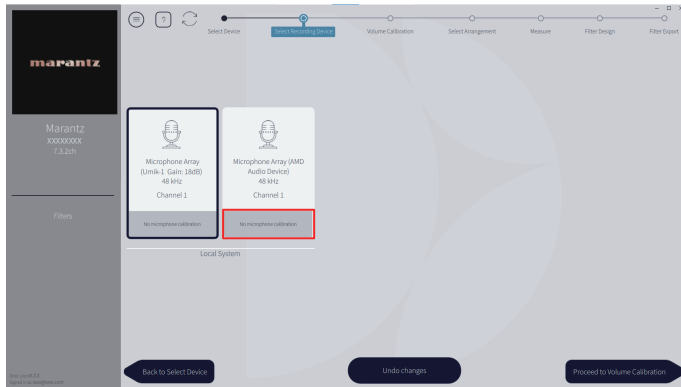 marantz
Marantz
XXXXXXXX
7.3.2ch
Filters
?
Select Device
Select Recording Device
Volume Calibration
Select Arrangement
Measure
Filter Design
Filter Export
Microphone Array
(Umik-1 Gain: 18dB)
48 kHz
Channel 1
No microphone calibration
Microphone Array (AMD
Audio Device)
48 kHz
Channel 1
No microphone calibration
Local System
Back to Select Device
Undo changes
Proceed to Volume Calibration